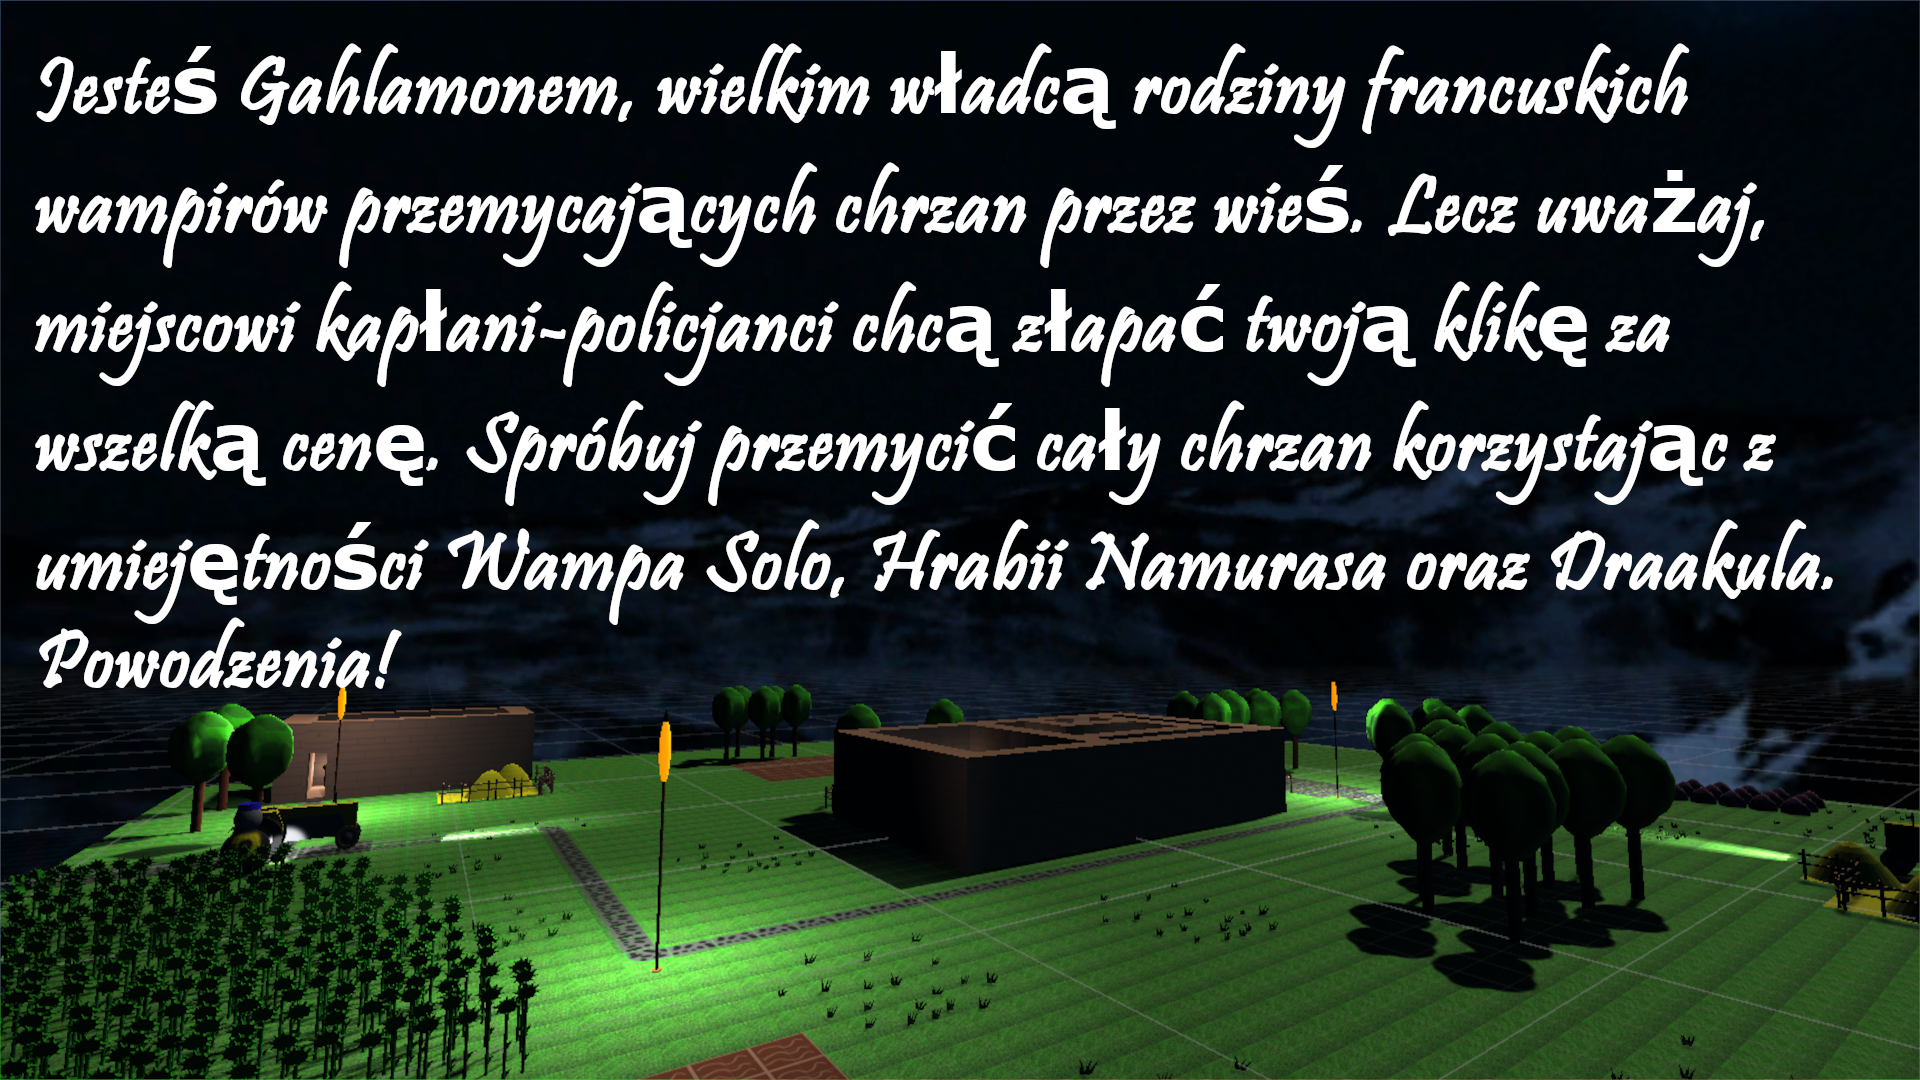 Jesteś Gahlamonem, wielkim władcą rodziny francuskich
wampirów przemycających chrzan przez wieś. Lecz uważaj,
miejscowi kapłani-policjanci chcą złapać twoją klikę za
wszelką cenę. Spróbuj przemycić cały chrzan korzystając z
umiejętności Wampa Solo, Hrabii Namurasa oraz Draakula.
Powodzenia!